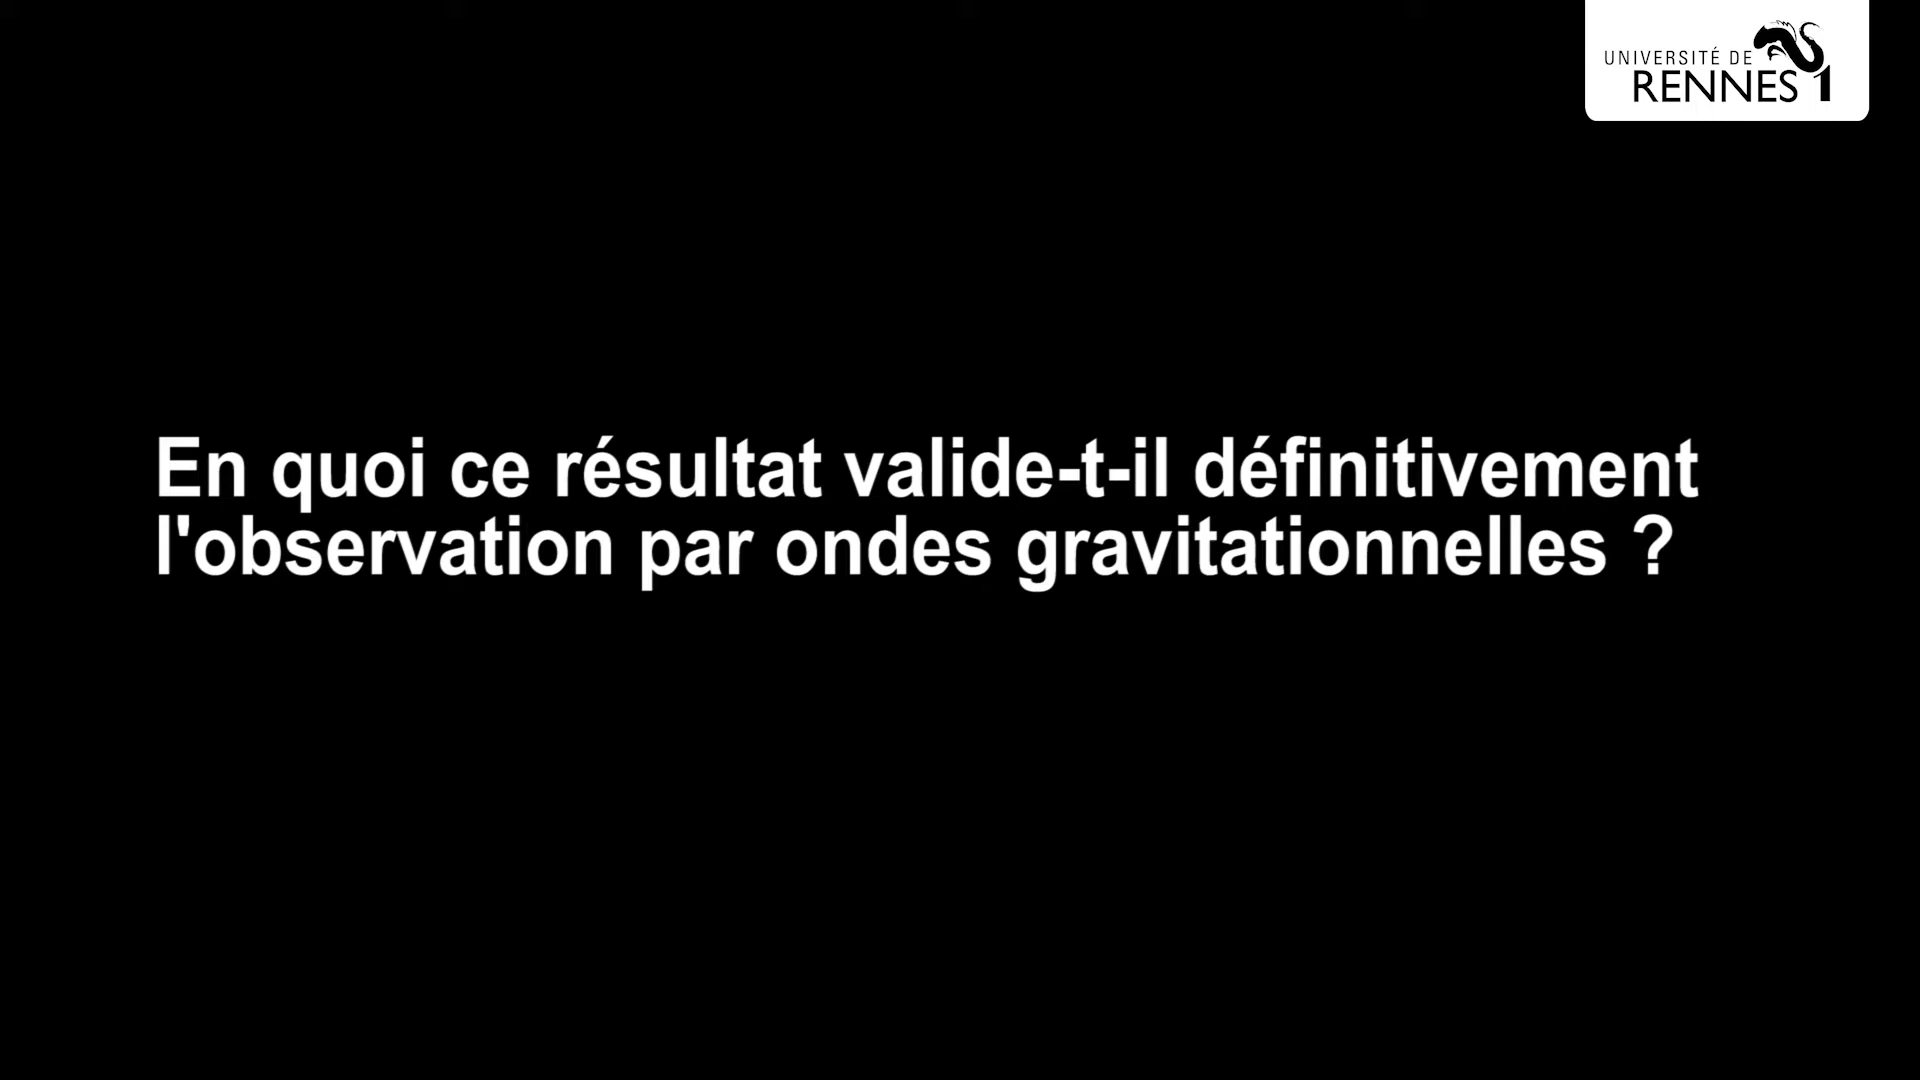 UNIVERSITÉ DE
RENNES 1
En quoi ce résultat valide-t-il définitivement
l'observation par ondes gravitationnelles ?